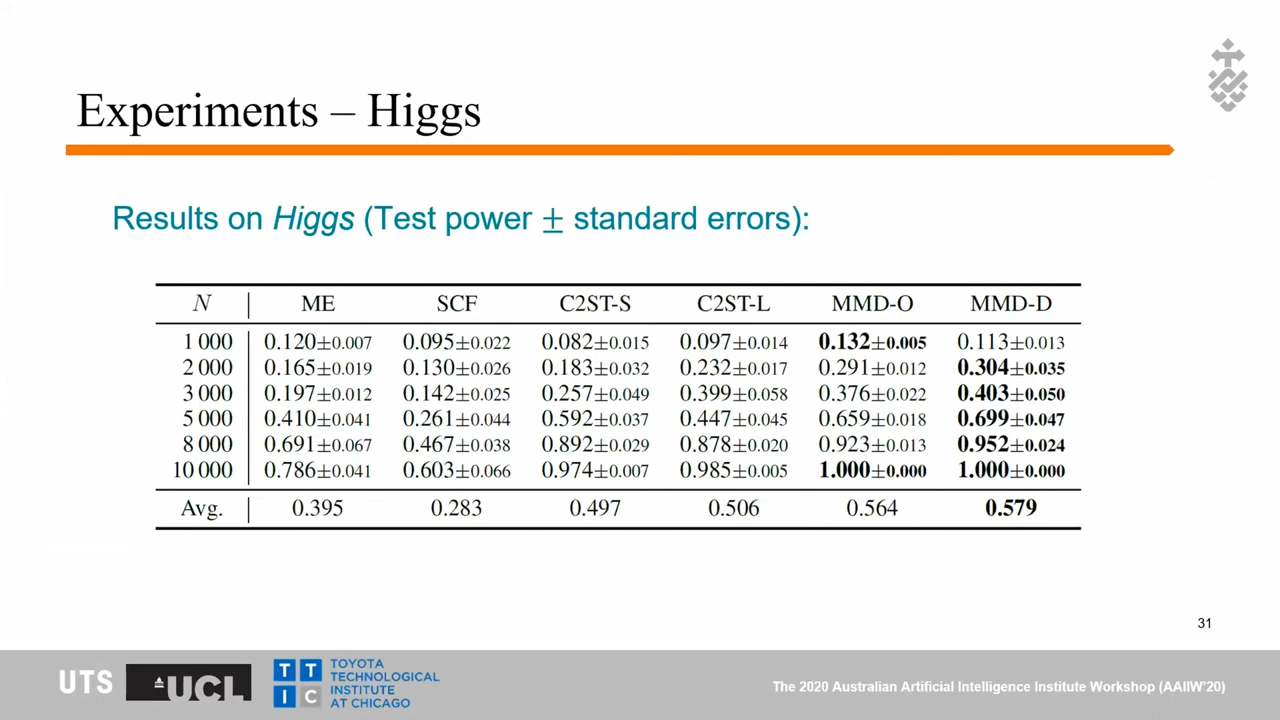 Experiments – Higgs
Results on Higgs (Test power ± standard errors):
N ME SCF C2ST-S C2ST-L MMD-O MMD-D
1 000 0.120±0.007 0.095±0.022 0.082±0.015 0.097±0.014 0.132±0.005 0.113±0.013
2 000 0.165±0.019 0.130±0.026 0.183±0.032 0.232±0.017 0.291±0.012 0.304±0.035
3 000 0.197±0.012 0.142±0.025 0.257±0.049 0.399±0.058 0.376±0.022 0.403±0.050
5 000 0.410±0.041 0.261±0.044 0.592±0.037 0.447±0.045 0.659±0.018 0.699±0.047
8 000 0.691±0.067 0.467±0.038 0.892±0.029 0.878±0.020 0.923±0.013 0.952±0.024
10 000 0.786±0.041 0.603±0.066 0.974±0.007 0.985±0.005 1.000±0.000 1.000±0.000
Avg. 0.395 0.283 0.497 0.506 0.564 0.579
31
UTS
UCL
TTIC
TOYOTA
TECHNOLOGICAL
INSTITUTE
AT CHICAGO
The 2020 Australian Artificial Intelligence Institute Workshop (AAIIW'20)